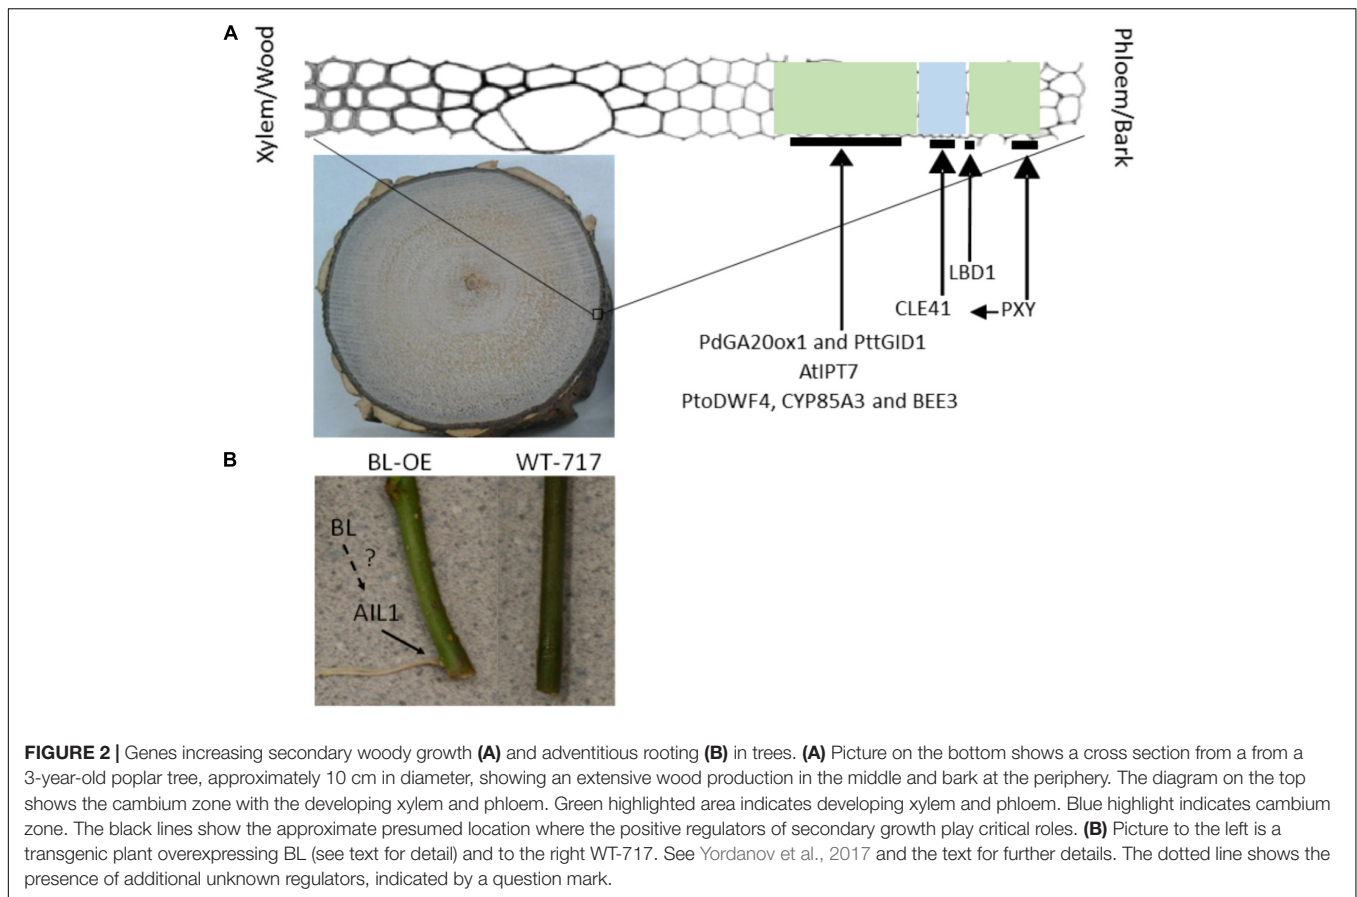 A
Xylem/Wood
Phloem/Bark
LBD1
CLE41
PXY
PdGA20ox1 and PttGID1
AtIPT7
PtoDWF4, CYP85A3 and BEE3
B
BL-OE
WT-717
BL
?
AIL1
FIGURE 2 | Genes increasing secondary woody growth (A) and adventitious rooting (B) in trees. (A) Picture on the bottom shows a cross section from a from a
3-year-old poplar tree, approximately 10 cm in diameter, showing an extensive wood production in the middle and bark at the periphery. The diagram on the top
shows the cambium zone with the developing xylem and phloem. Green highlighted area indicates developing xylem and phloem. Blue highlight indicates cambium
zone. The black lines show the approximate presumed location where the positive regulators of secondary growth play critical roles. (B) Picture to the left is a
transgenic plant overexpressing BL (see text for detail) and to the right WT-717. See Yordanov et al., 2017 and the text for further details. The dotted line shows the
presence of additional unknown regulators, indicated by a question mark.